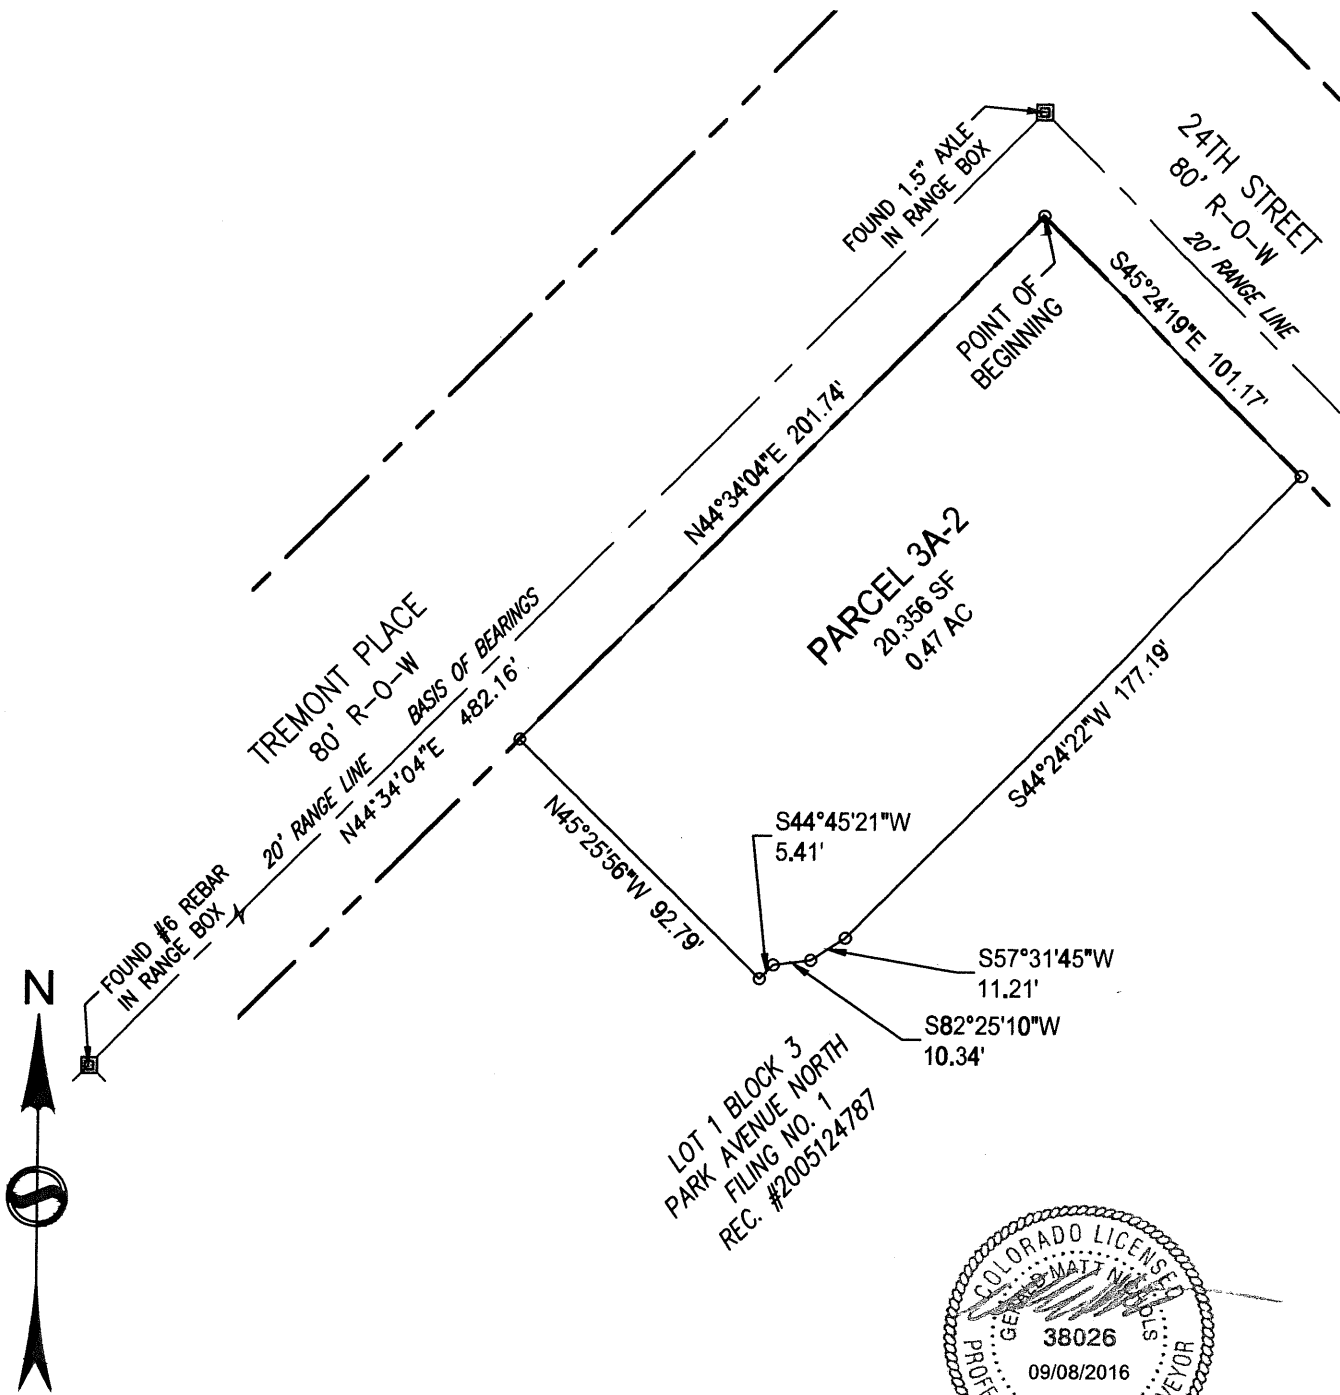 24TH STREET
80' R-O-W
20' RANGE LINE
FOUND 1.5" AXLE
IN RANGE BOX
POINT OF
BEGINNING
S45°24'19"E 101.17'
N44°34'04"E 201.74'
PARCEL 3A-2
20,356 SF
0.47 AC
TREMONT PLACE
80' R-O-W
20' RANGE LINE BASIS OF BEARINGS
N44°34'04"E 482.16'
S44°24'22"W 177.19'
N45°25'56"W 92.79'
S44°45'21"W
5.41'
S57°31'45"W
11.21'
S82°25'10"W
10.34'
FOUND #6 REBAR
IN RANGE BOX
N
LOT 1 BLOCK 3
PARK AVENUE NORTH
FILING NO. 1
REC. #2005124787
COLORADO LICENSED
MATT
38026
09/08/2016